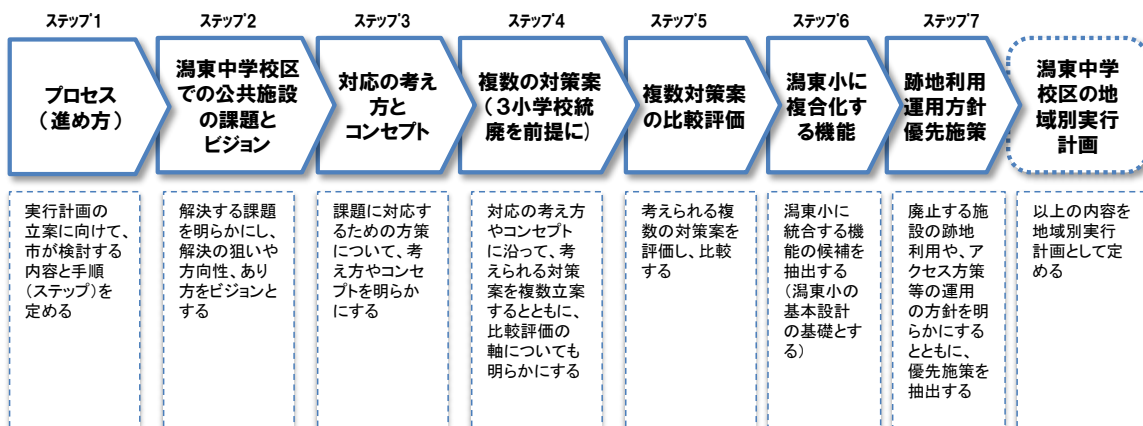 ステップ1
プロセス
（進め方）
実行計画の
立案に向けて、
市が検討する
内容と手順
（ステップ）を
定める
ステップ2
潟東中学校区
での公共施設
の課題と
ビジョン
解決する課題
を明らかにし、
解決の狙いや
方向性、あり
方をビジョンと
する
ステップ3
対応の考え
方と
コンセプト
課題に対応す
るための方策
について、考
え方やコンセ
プトを明らか
にする
ステップ4
複数の対策案
（３小学校統
廃を前提に）
対応の考え方
やコンセプト
に沿って、考
えられる対策
案を複数立案
するとともに、
比較評価の
軸についても
明らかにする
ステップ5
複数対策案
の比較評価
考えられる複
数の対策案を
評価し、比較
する
ステップ6
潟東小に
複合化す
る機能
潟東小に
統合する機
能の候補を
抽出する
（潟東小の
基本設計
の基礎とす
る）
ステップ7
跡地利用
運用方針
優先施策
廃止する施
設の跡地
利用や、ア
クセス方策
等の運用
の方針を明
らかにする
とともに、
優先施策を
抽出する
潟東中学
校区の地
域別実行
計画
以上の内容を
地域別実行
計画として定
める